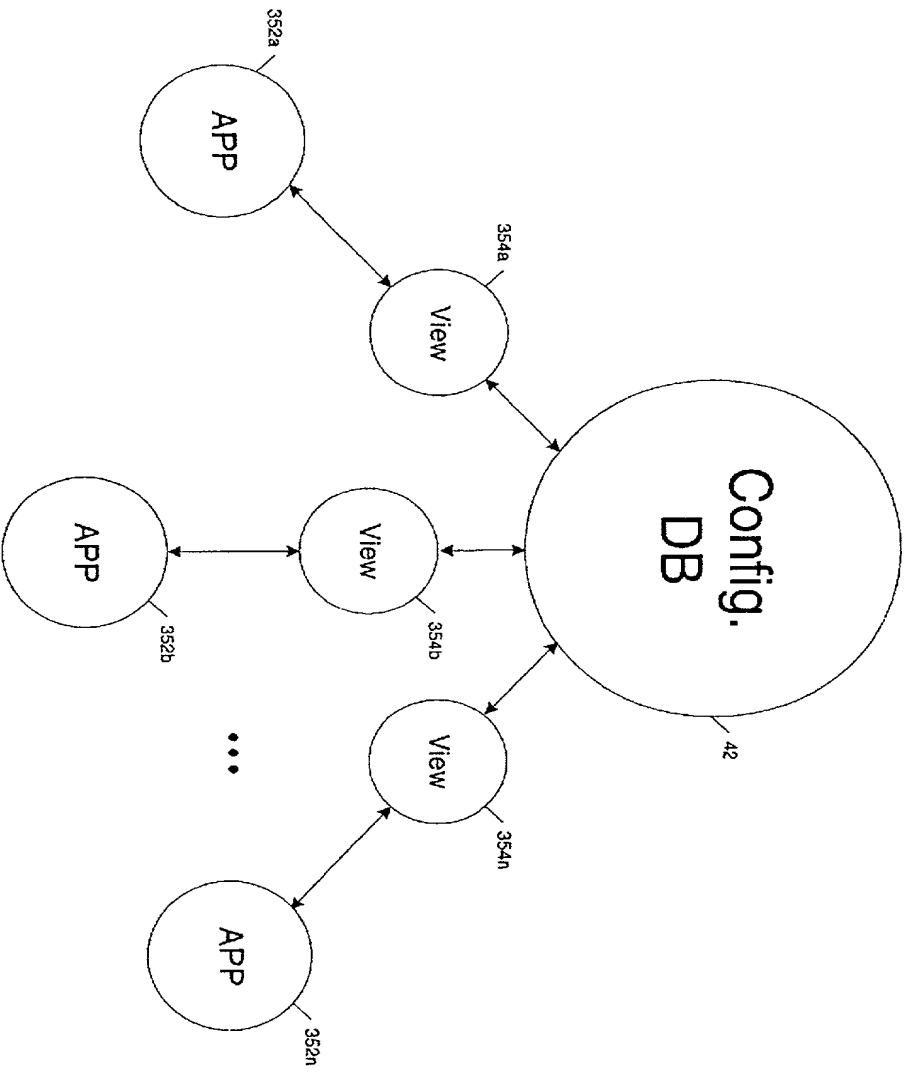 Config.
DB
42
View
354a
View
354b
View
354n
APP
352a
APP
352b
...
APP
352n